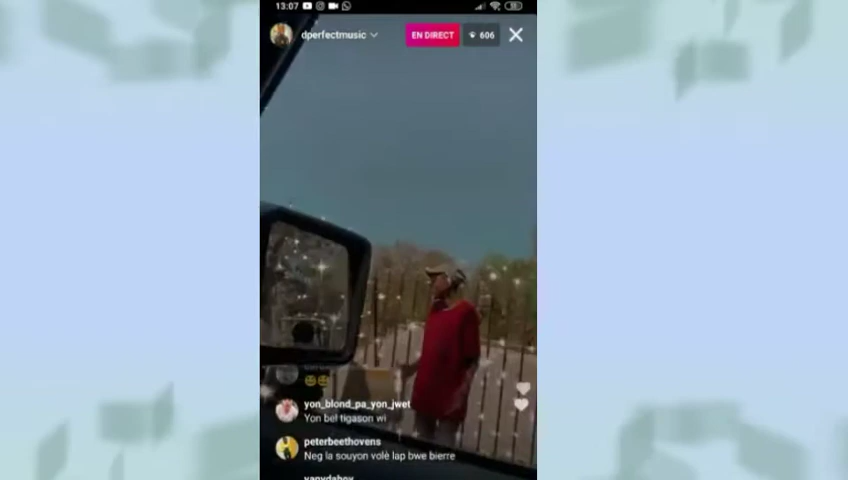 13:07
dperfectmusic
EN DIRECT
606
yon_blond_pa_yon_jwet
Yon bel tigason wi
peterbeethovens
Neg la souyon volè lap bwe bierre